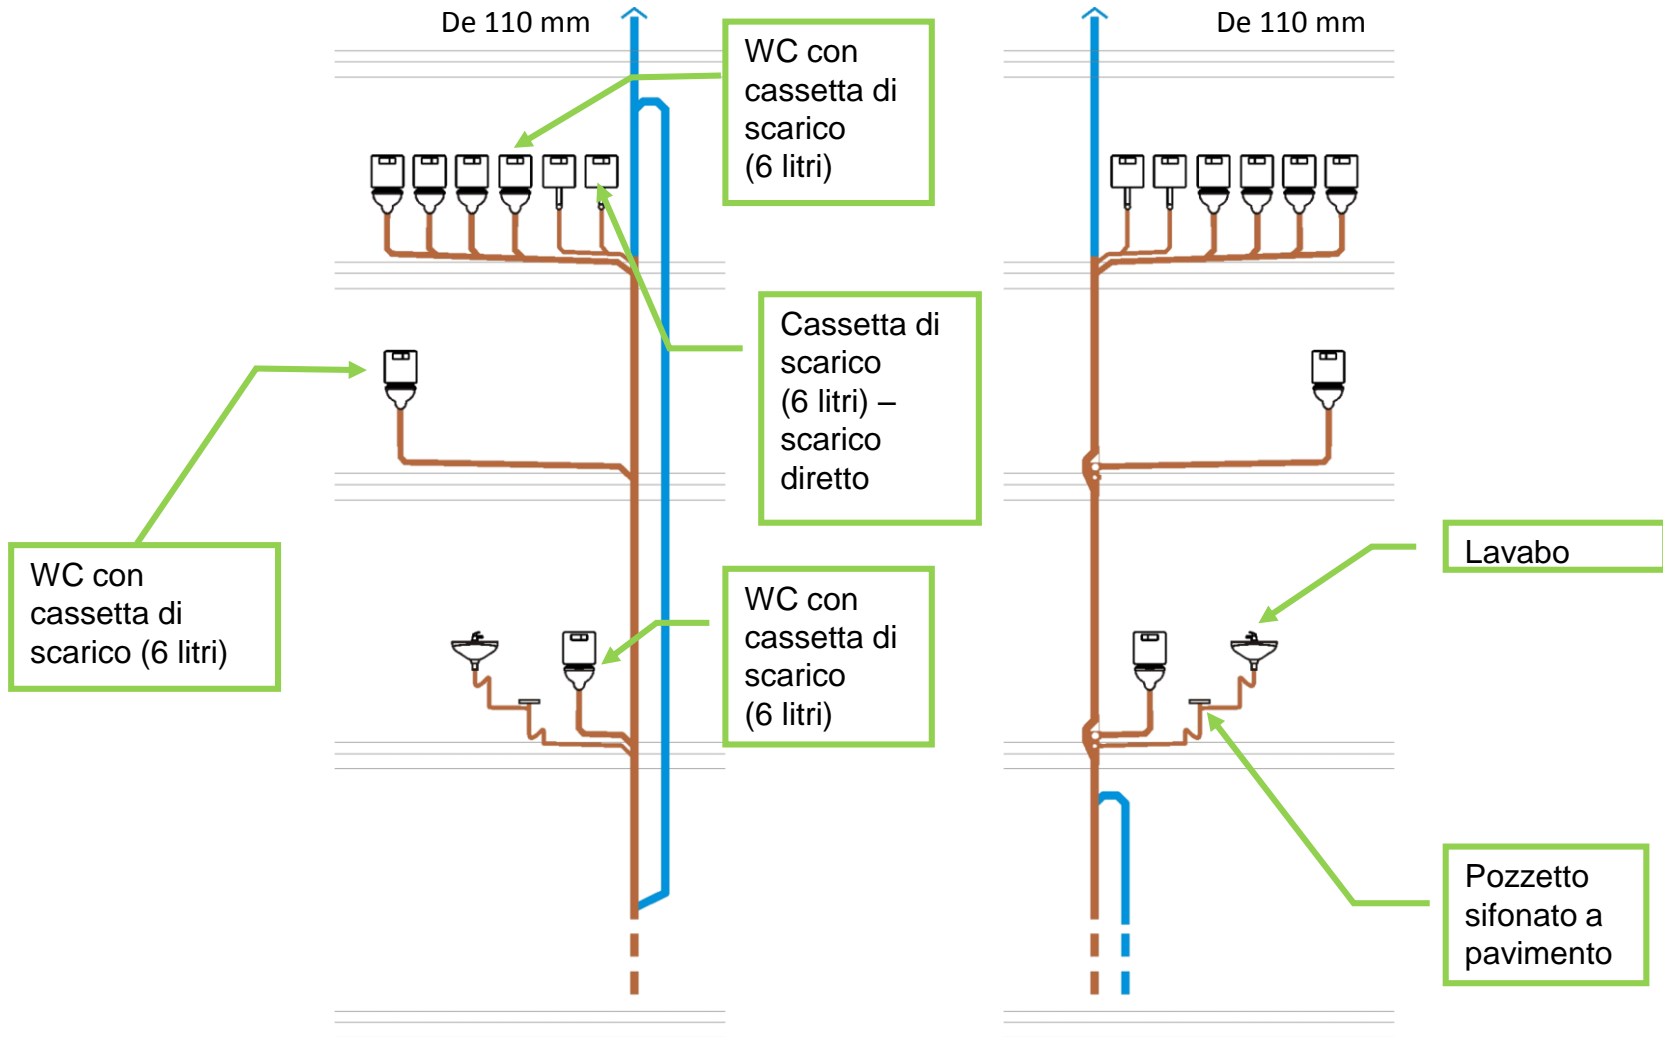 De 110 mm
De 110 mm
WC con
cassetta di
scarico
(6 litri)
Cassetta di
scarico
(6 litri) –
scarico
diretto
WC con
cassetta di
scarico (6 litri)
WC con
cassetta di
scarico
(6 litri)
Lavabo
Pozzetto
sifonato a
pavimento